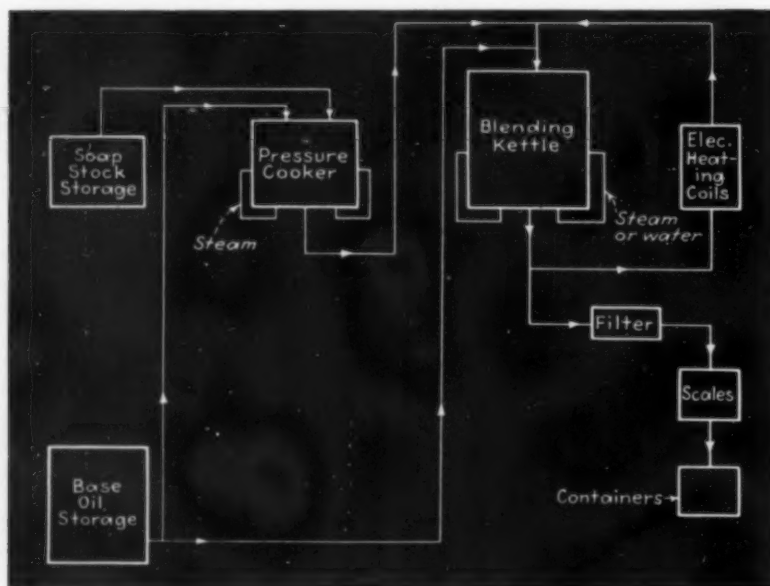 Soap
Stock
Storage
Pressure
Cooker
Steam
Blending
Kettle
Steam
or water
Elec.
Heat-
ing
Coils
Filter
Scales
Containers
Base
Oil
Storage